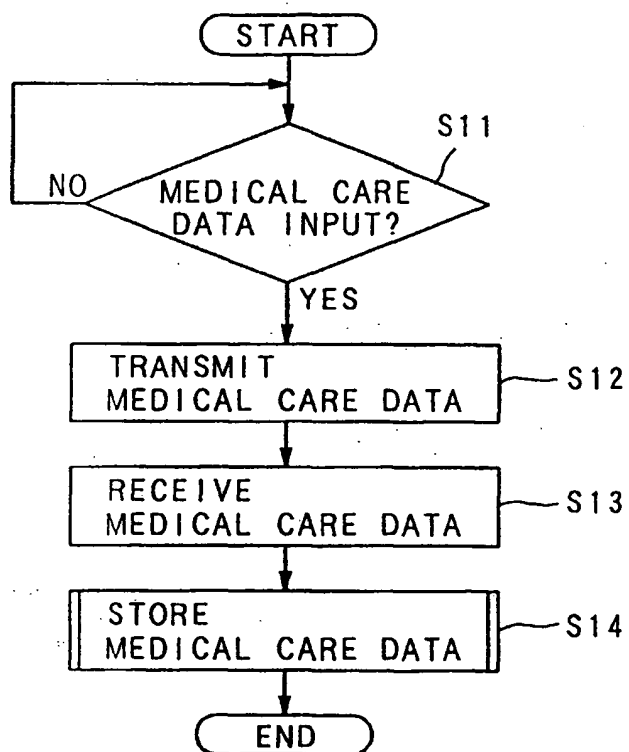 START
S11
NO
MEDICAL CARE
DATA INPUT?
YES
TRANSMIT
MEDICAL CARE DATA
S12
RECEIVE
MEDICAL CARE DATA
S13
STORE
MEDICAL CARE DATA
S14
END